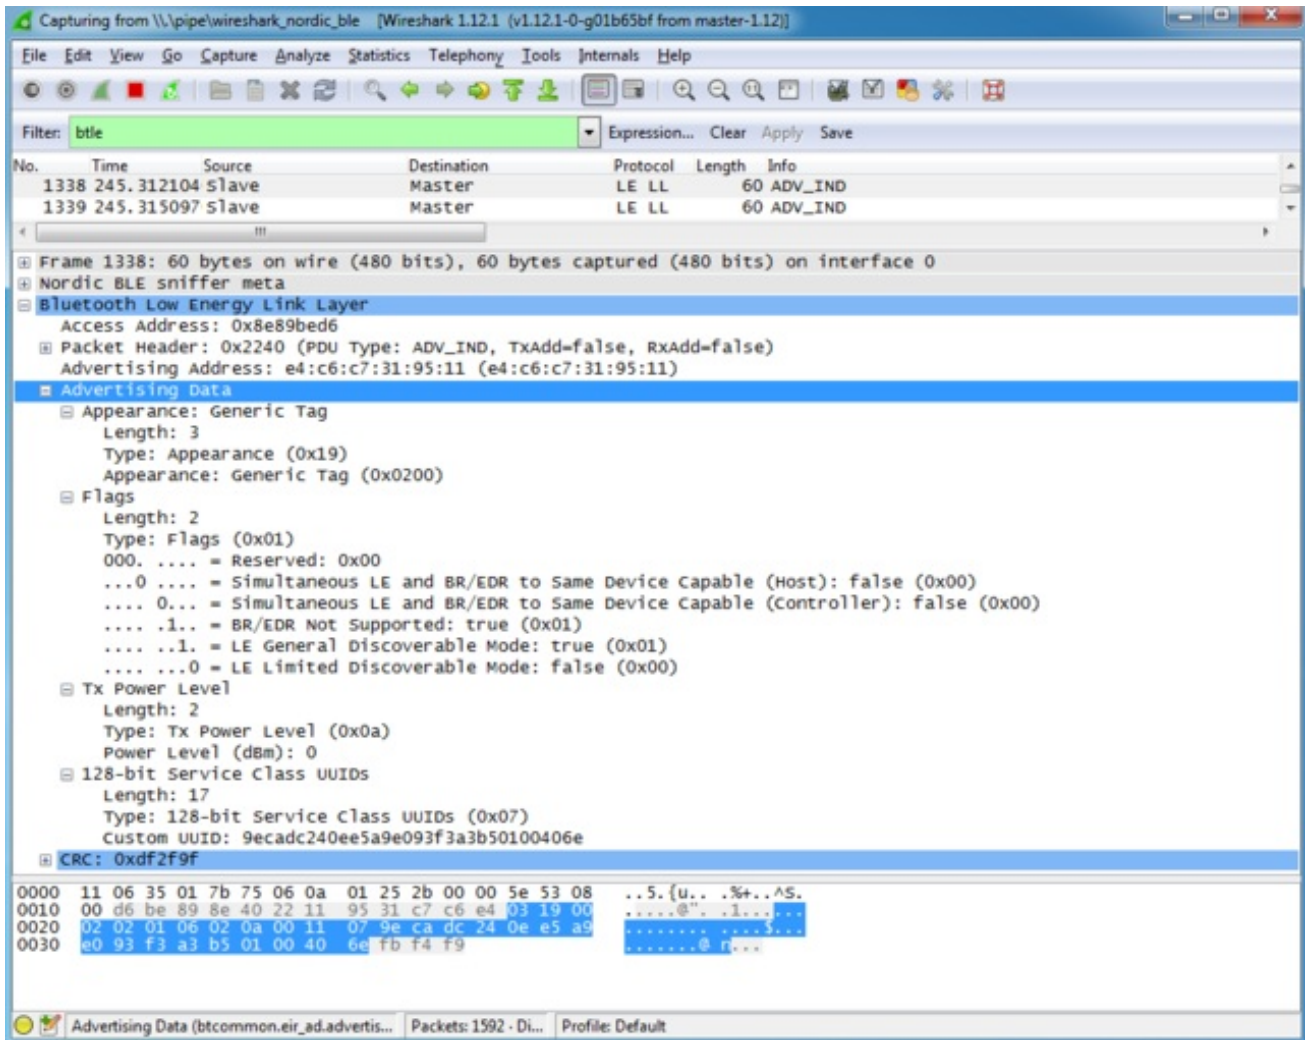 Capturing from \\.\pipe\wireshark_nordic_ble [Wireshark 1.12.1 (v1.12.1-0-g01b65bf from master-1.12)]
File Edit View Go Capture Analyze Statistics Telephony Tools Internals Help
Filter: btle Expression... Clear Apply Save
No. Time Source Destination Protocol Length Info
1338 245.312104 Slave Master LE LL 60 ADV_IND
1339 245.315097 Slave Master LE LL 60 ADV_IND
Frame 1338: 60 bytes on wire (480 bits), 60 bytes captured (480 bits) on interface 0
Nordic BLE sniffer meta
Bluetooth Low Energy Link Layer
Access Address: 0x8e89bed6
Packet Header: 0x2240 (PDU Type: ADV_IND, TxAdd=false, RxAdd=false)
Advertising Address: e4:c6:c7:31:95:11 (e4:c6:c7:31:95:11)
Advertising Data
Appearance: Generic Tag
Length: 3
Type: Appearance (0x19)
Appearance: Generic Tag (0x0200)
Flags
Length: 2
Type: Flags (0x01)
000. .... = Reserved: 0x00
...0 .... = Simultaneous LE and BR/EDR to Same Device Capable (Host): false (0x00)
.... 0... = Simultaneous LE and BR/EDR to Same Device Capable (Controller): false (0x00)
.... .1.. = BR/EDR Not Supported: true (0x01)
.... ..1. = LE General Discoverable Mode: true (0x01)
.... ...0 = LE Limited Discoverable Mode: false (0x00)
Tx Power Level
Length: 2
Type: Tx Power Level (0x0a)
Power Level (dBm): 0
128-bit Service Class UUIDs
Length: 17
Type: 128-bit Service Class UUIDs (0x07)
Custom UUID: 9ecadc240ee5a9e093f3a3b50100406e
CRC: 0xdf2f9f
0000 11 06 35 01 7b 75 06 0a 01 25 2b 00 00 5e 53 08 ..5.{u.. .%+..^S.
0010 00 d6 be 89 8e 40 22 11 95 31 c7 c6 e4 03 19 00 .....@". .1......
0020 02 02 01 06 02 0a 00 11 07 9e ca dc 24 0e e5 a9 ........ ....$...
0030 e0 93 f3 a3 b5 01 00 40 6e fb f4 f9 .......@ n...
Advertising Data (btcommon.eir_ad.advertis... Packets: 1592 · Di... Profile: Default